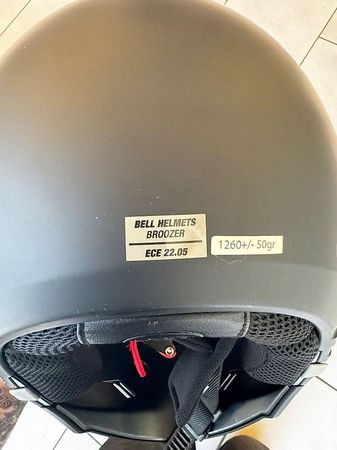 BELL HELMETS
BROOZER
ECE 22.05
1260+/- 50gr